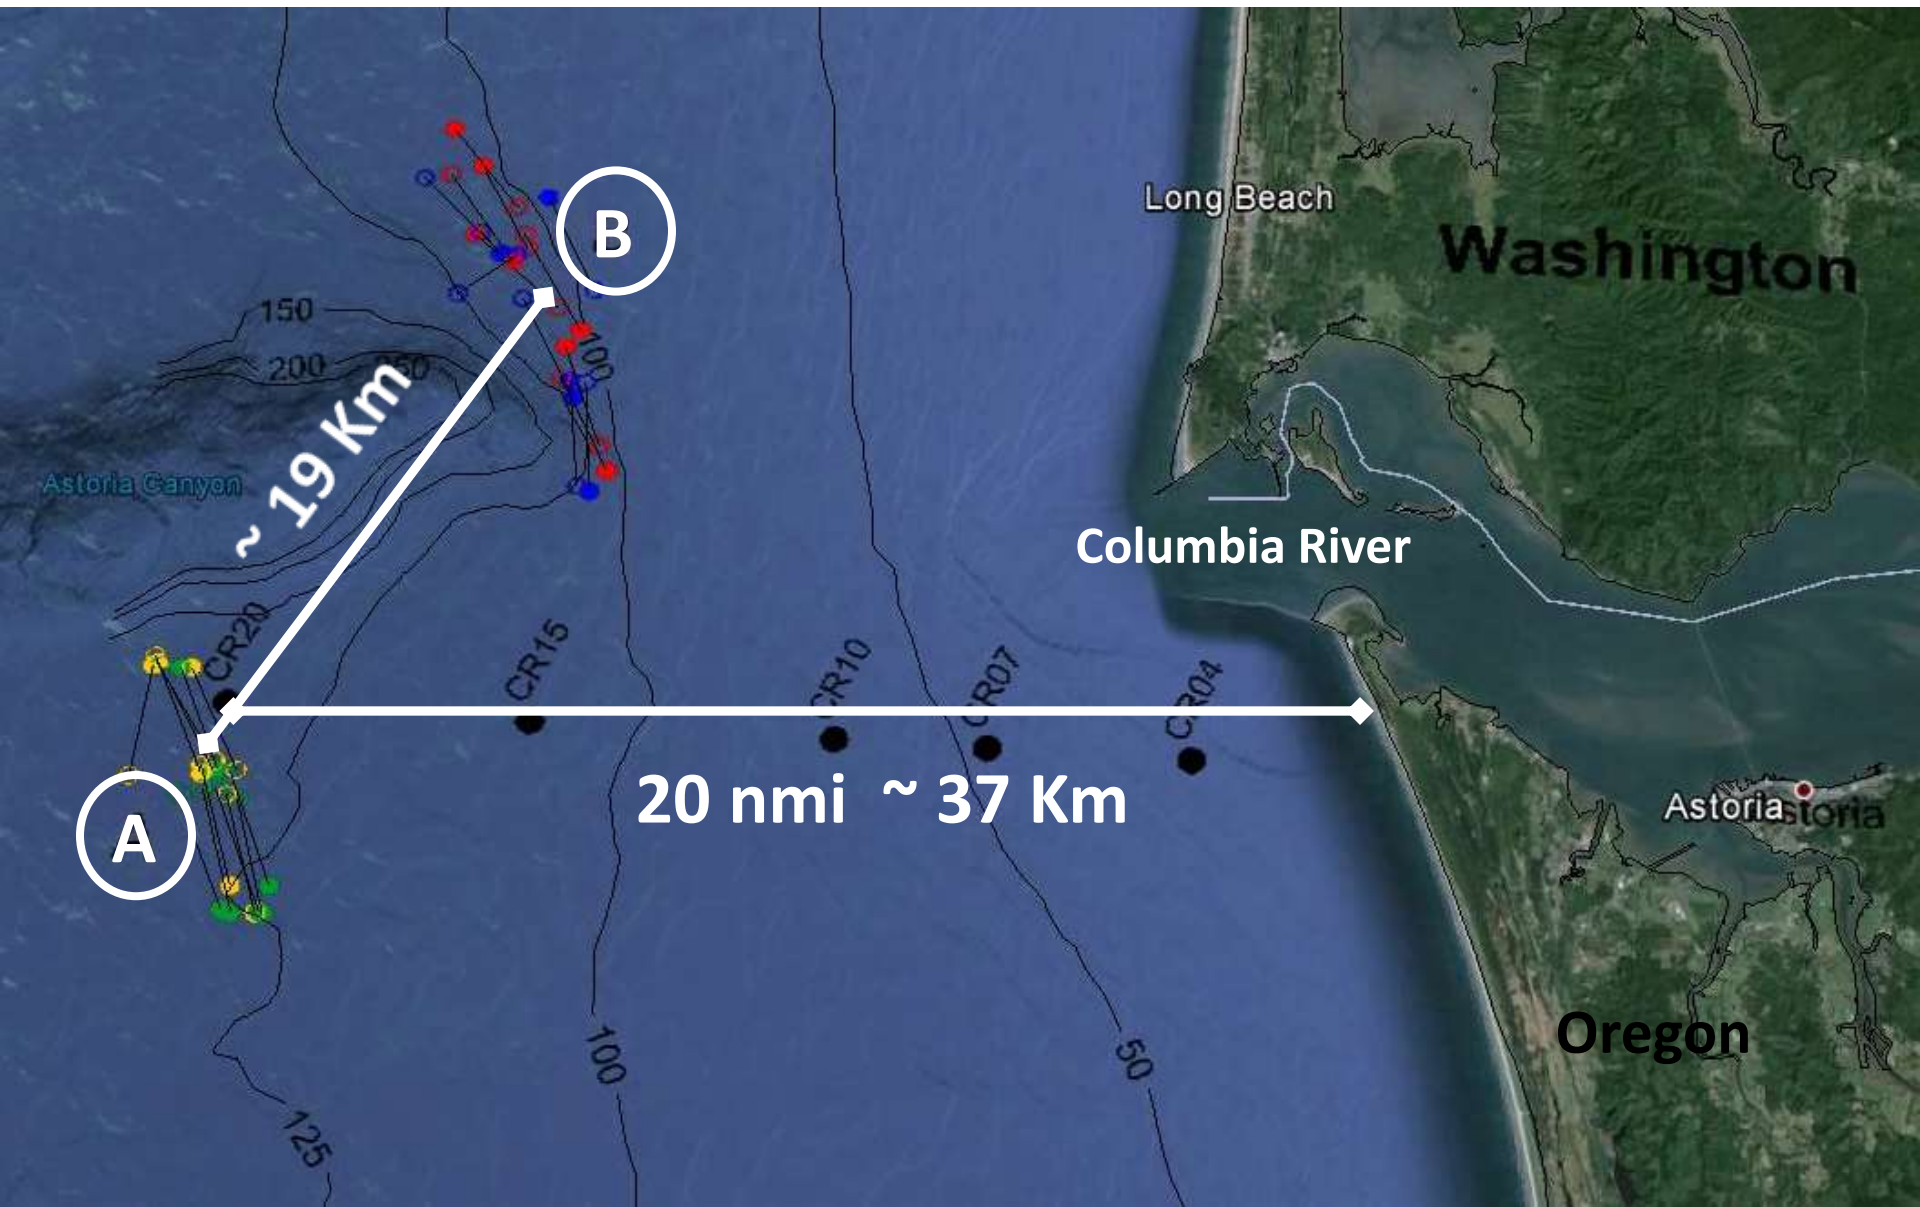 Long Beach
Washington
B
150
200
250
100
~ 19 Km
Astoria Canyon
Columbia River
CR20
CR15
CR10
CR07
CR04
20 nmi ~ 37 Km
A
Astoria
Astoria
Oregon
100
50
125